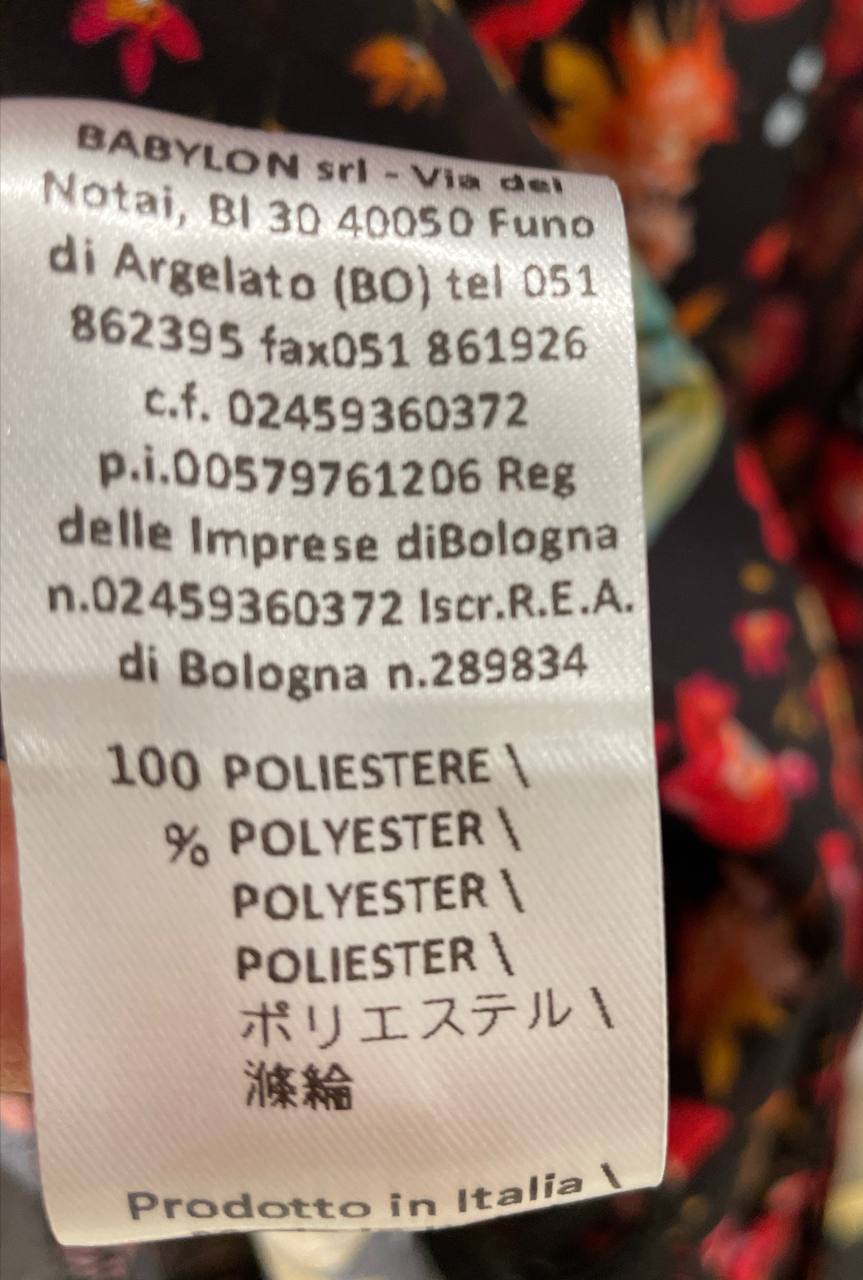 BABYLON srl - Via dei
Notai, Bl 30 40050 Funo
di Argelato (BO) tel 051
862395 fax051 861926
c.f. 02459360372
p.i.00579761206 Reg
delle Imprese diBologna
n.02459360372 Iscr.R.E.A.
di Bologna n.289834
100 POLIESTERE \
% POLYESTER \
POLYESTER \
POLIESTER \
ポリエステル \
滌綸
Prodotto in Italia \